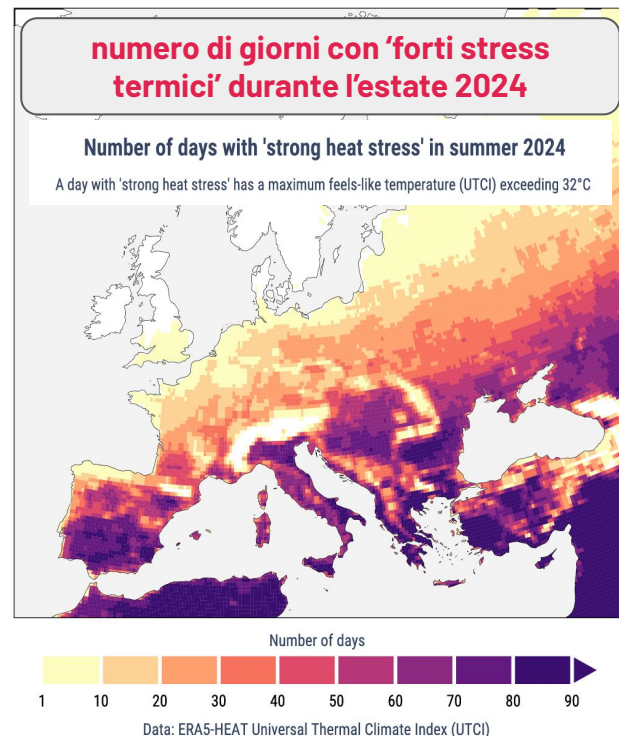 numero di giorni con ‘forti stress
termici’ durante l’estate 2024
Number of days with 'strong heat stress' in summer 2024
A day with 'strong heat stress' has a maximum feels-like temperature (UTCI) exceeding 32°C
Number of days
1 10 20 30 40 50 60 70 80 90
Data: ERA5-HEAT Universal Thermal Climate Index (UTCI)